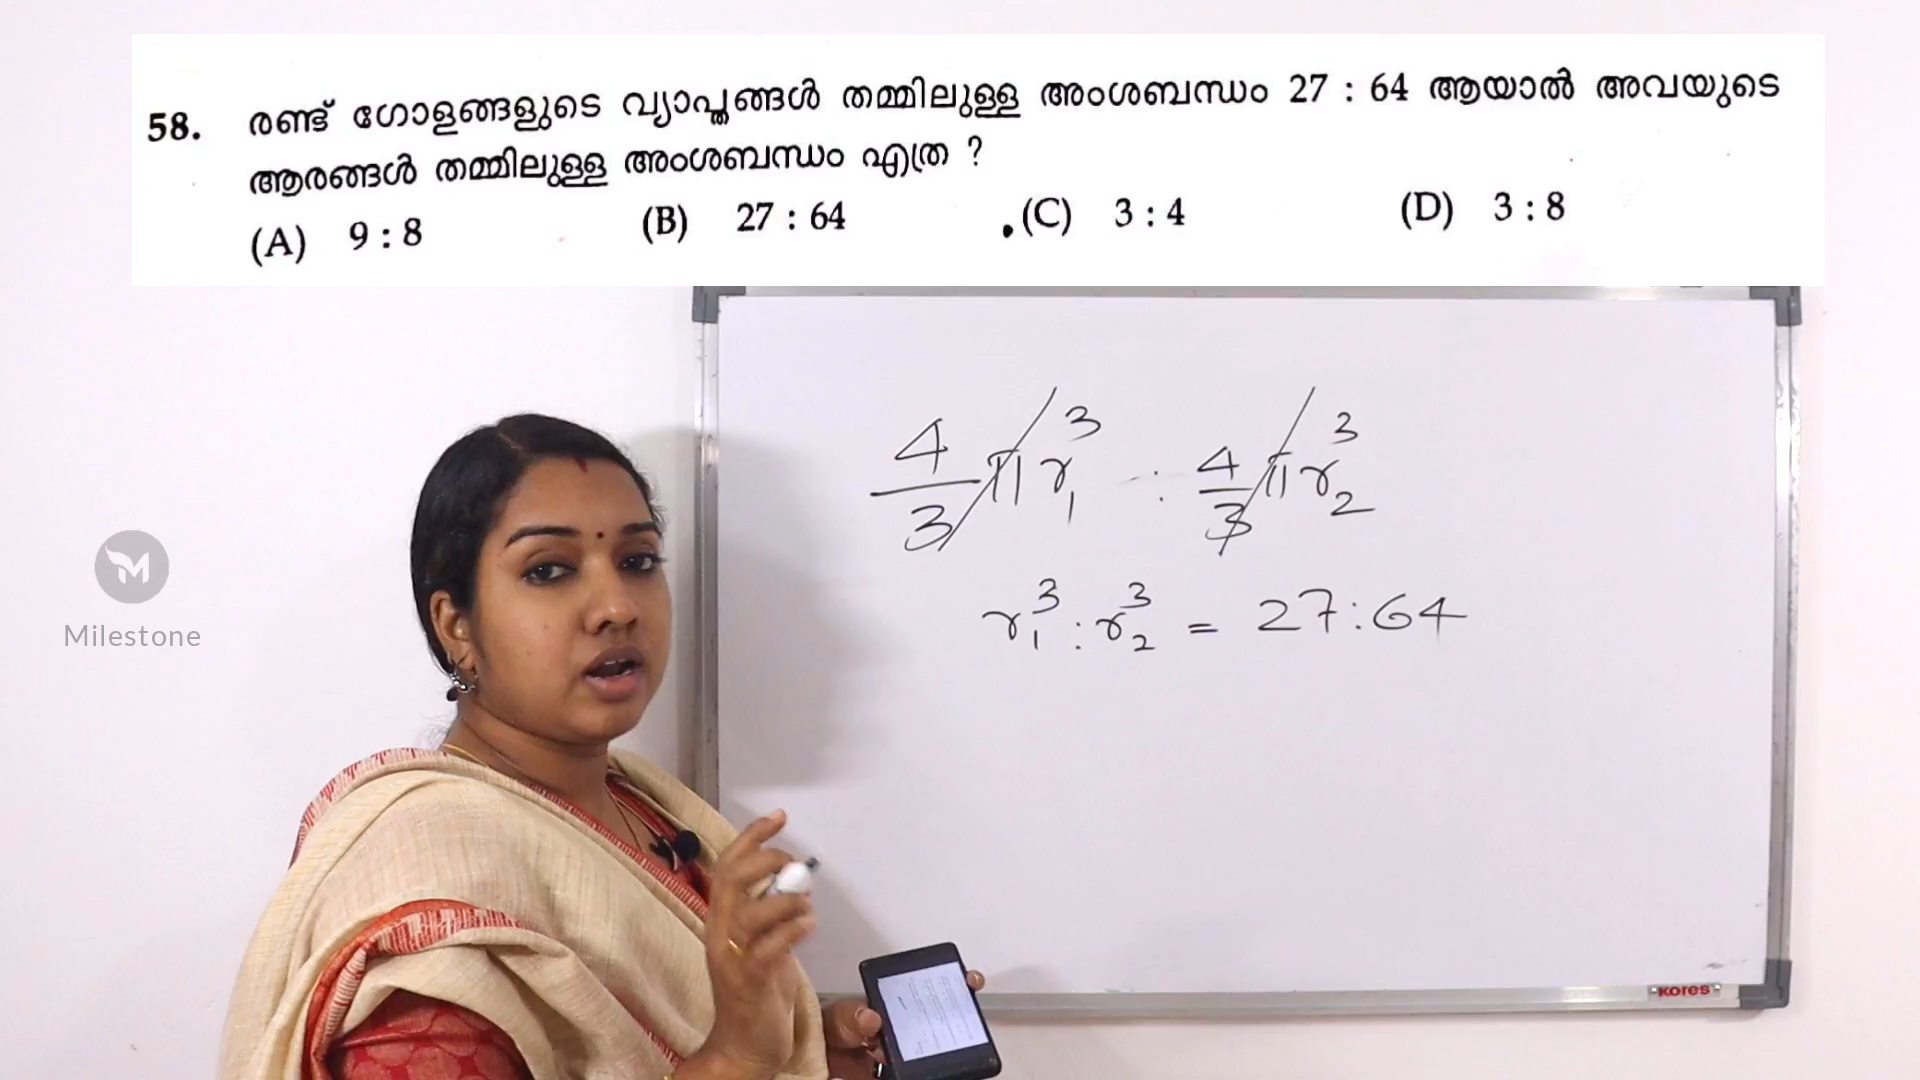 58. രണ്ട് ഗോളങ്ങളുടെ വ്യാപ്തങ്ങൾ തമ്മിലുള്ള അംശബന്ധം 27 : 64 ആയാൽ അവയുടെ
ആരങ്ങൾ തമ്മിലുള്ള അംശബന്ധം എത്ര ?
(A) 9 : 8 (B) 27 : 64 (C) 3 : 4 (D) 3 : 8
4/3 π r₁³ : 4/3 π r₂³
r₁³ : r₂³ = 27 : 64
Milestone
KOReS